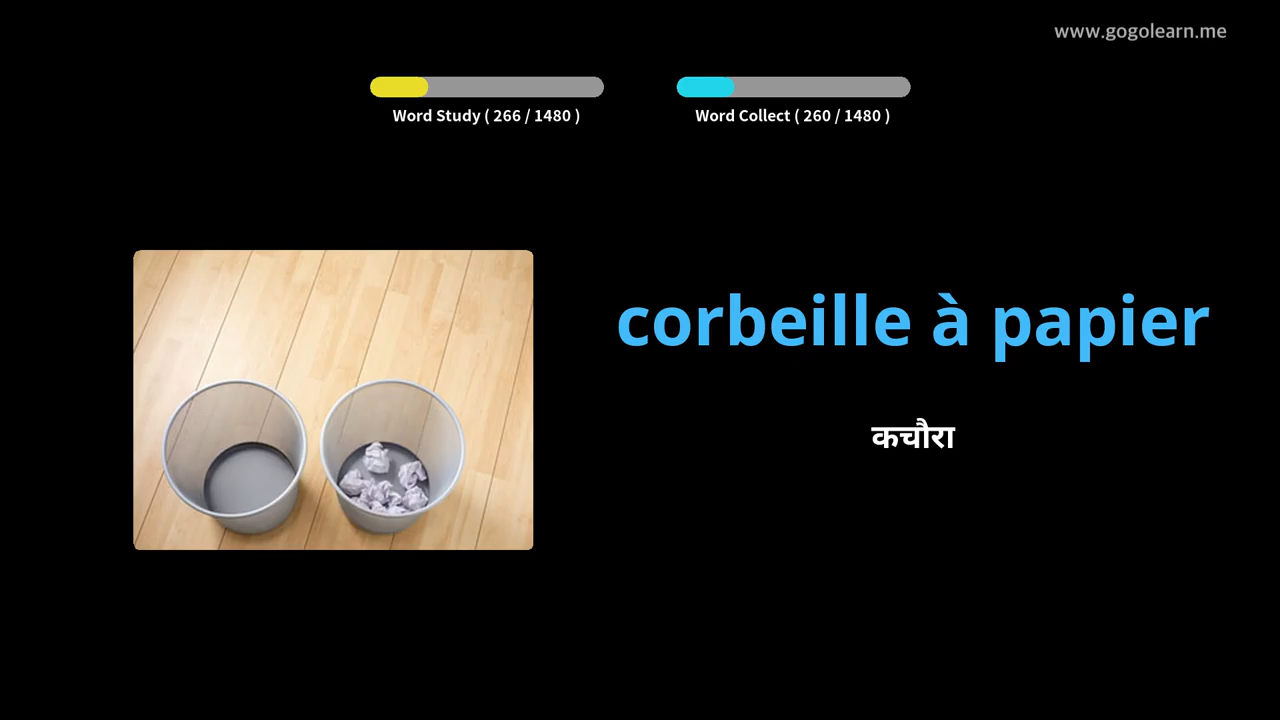 www.gogolearn.me
Word Study ( 266 / 1480 )
Word Collect ( 260 / 1480 )
corbeille à papier
कचौरा